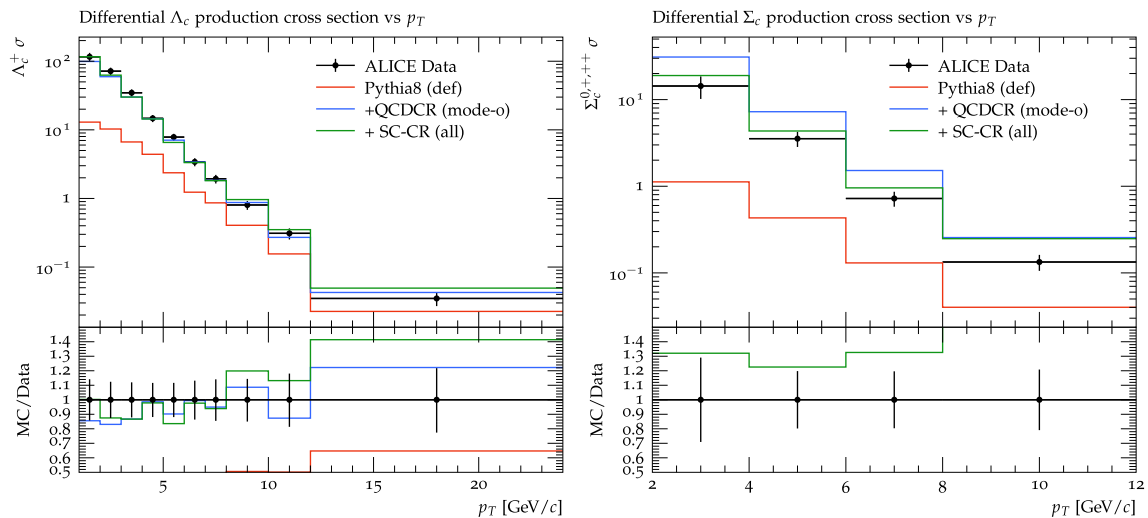 Differential Λc production cross section vs pT
Λc+ σ
10²
10¹
1
10⁻¹
ALICE Data
Pythia8 (def)
+QCDCR (mode-0)
+ SC-CR (all)
MC/Data
1.4
1.3
1.2
1.1
1
0.9
0.8
0.7
0.6
0.5
5
10
15
20
pT [GeV/c]
Differential Σc production cross section vs pT
Σc0,+,++ σ
10¹
1
10⁻¹
ALICE Data
Pythia8 (def)
+ QCDCR (mode-0)
+ SC-CR (all)
MC/Data
1.4
1.3
1.2
1.1
1
0.9
0.8
0.7
0.6
0.5
2
4
6
8
10
12
pT [GeV/c]